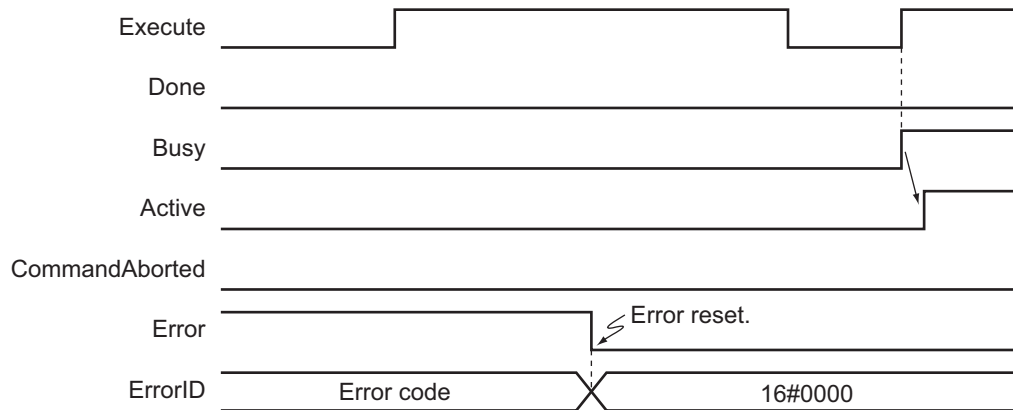 Execute
Done
Busy
Active
CommandAborted
Error
Error reset.
ErrorID
Error code
16#0000